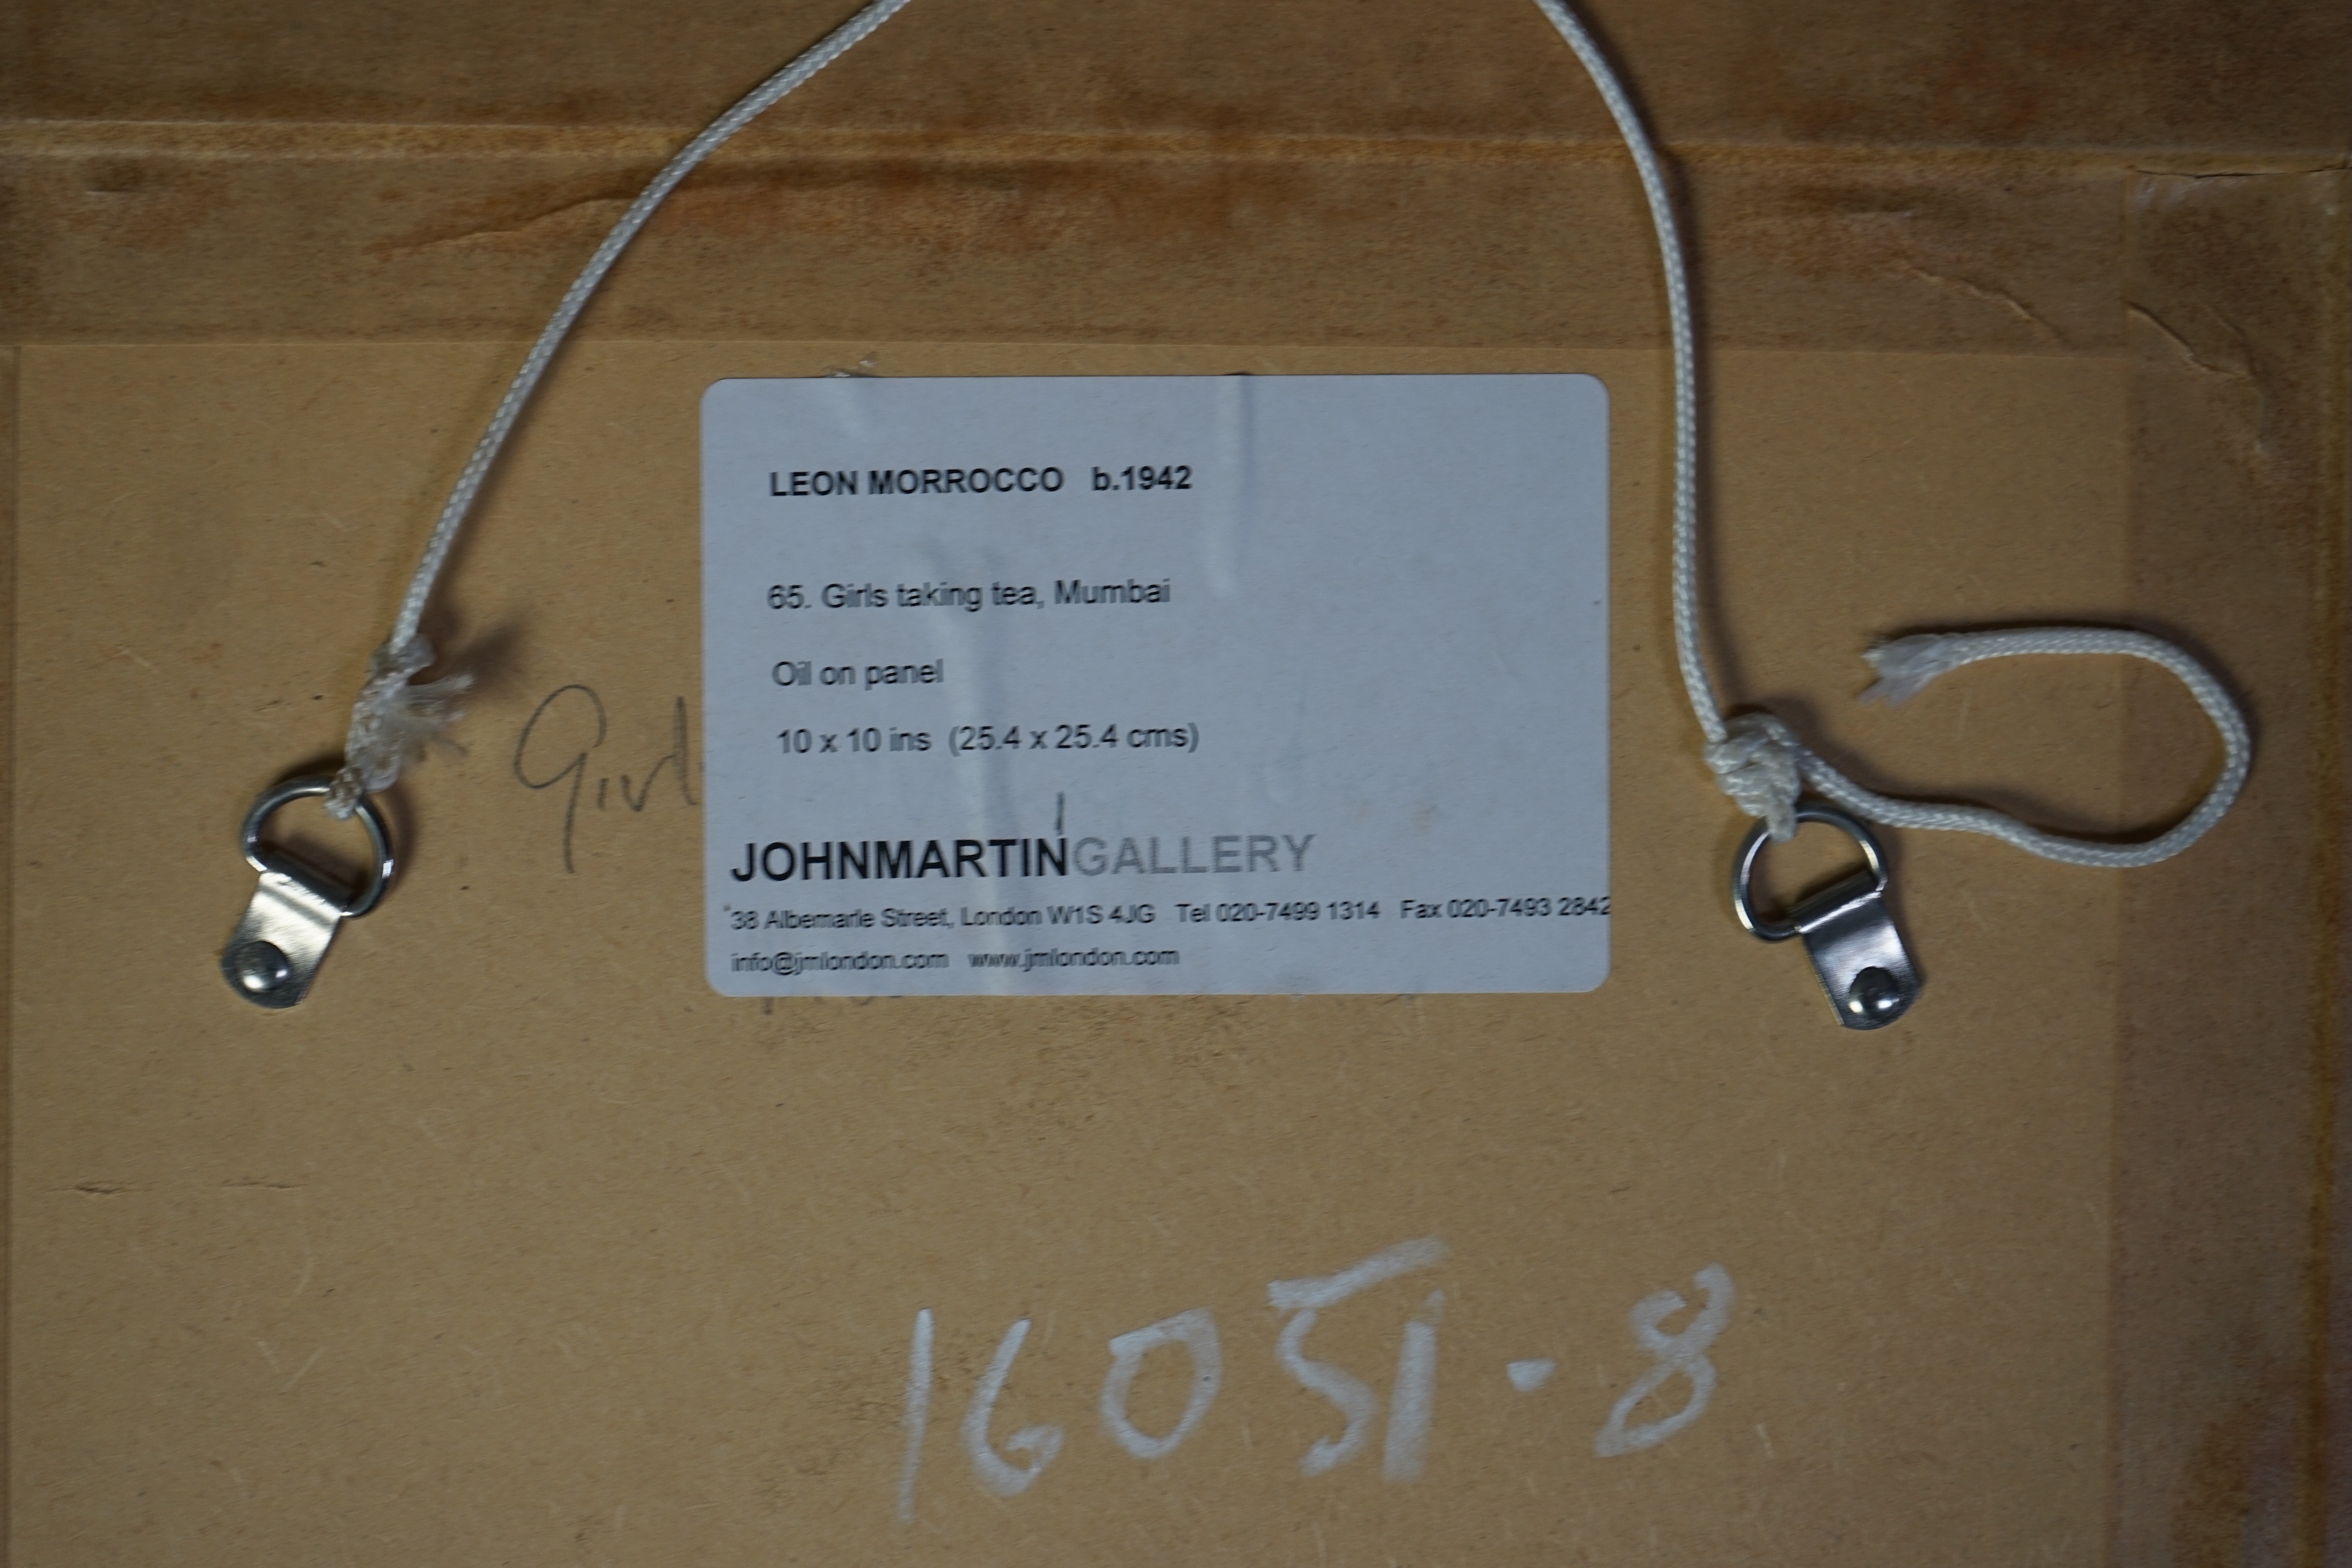 LEON MORROCCO b.1942
65. Girls taking tea, Mumbai
Oil on panel
10 x 10 ins (25.4 x 25.4 cms)
Girl
JOHNMARTINGALLERY
38 Albemarle Street, London W1S 4JG Tel 020-7499 1314 Fax 020-7493 2842
info@jmlondon.com www.jmlondon.com
16051-8